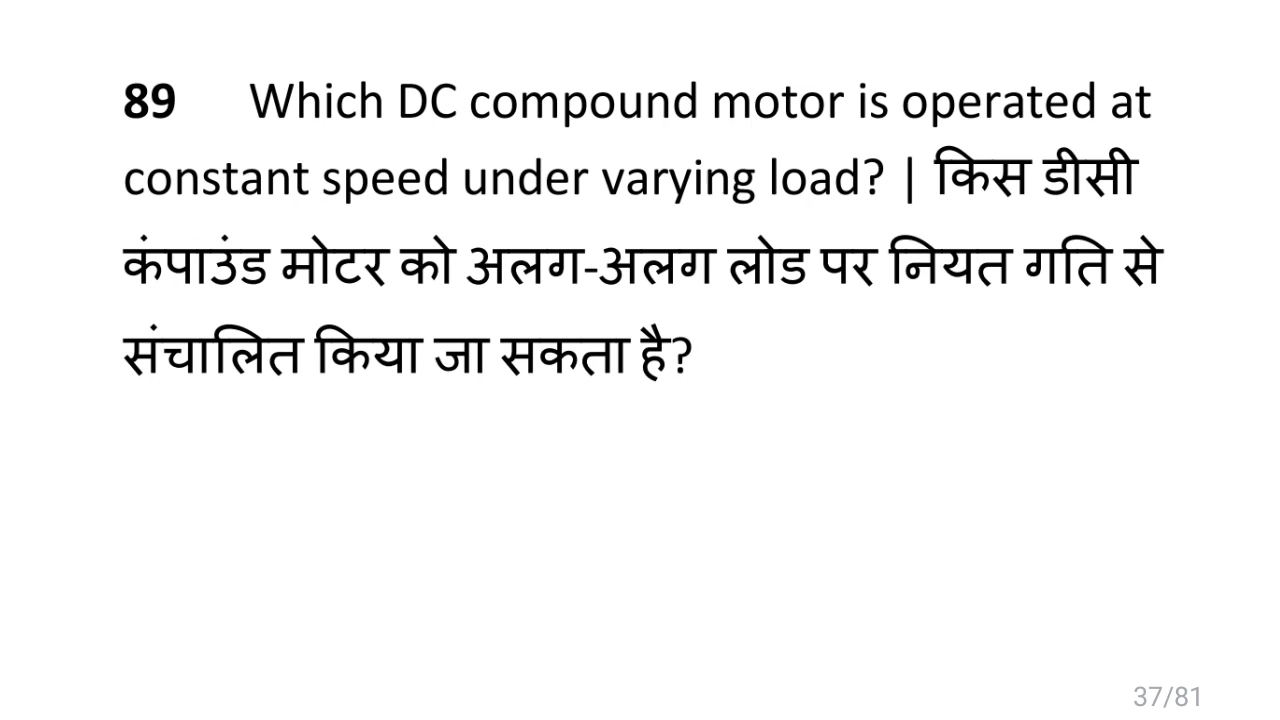 89 Which DC compound motor is operated at
constant speed under varying load? | किस डीसी
कंपाउंड मोटर को अलग-अलग लोड पर नियत गति से
संचालित किया जा सकता है?
37/81